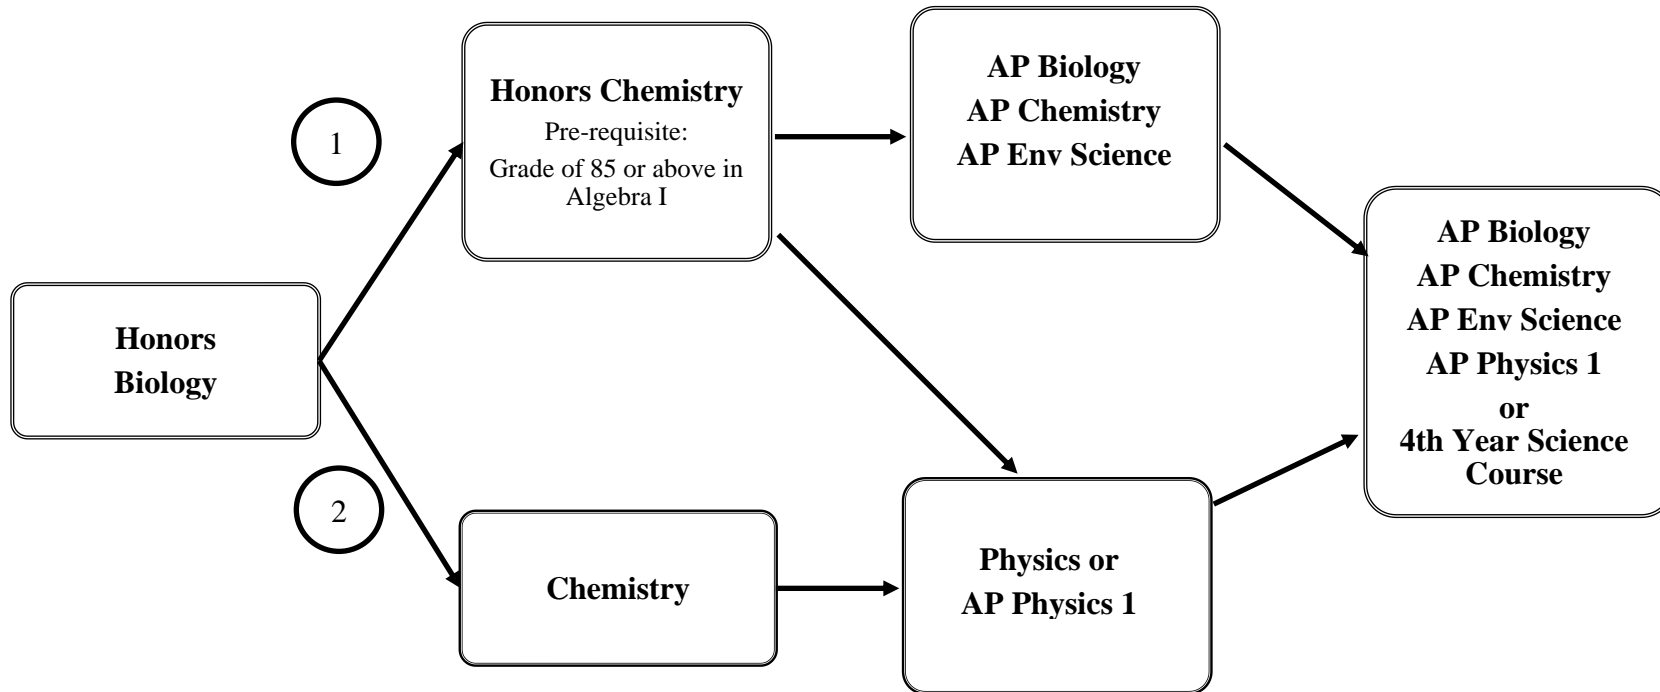 1
Honors Chemistry
Pre-requisite:
Grade of 85 or above in
Algebra I
AP Biology
AP Chemistry
AP Env Science
Honors
Biology
AP Biology
AP Chemistry
AP Env Science
AP Physics 1
or
4th Year Science
Course
2
Chemistry
Physics or
AP Physics 1